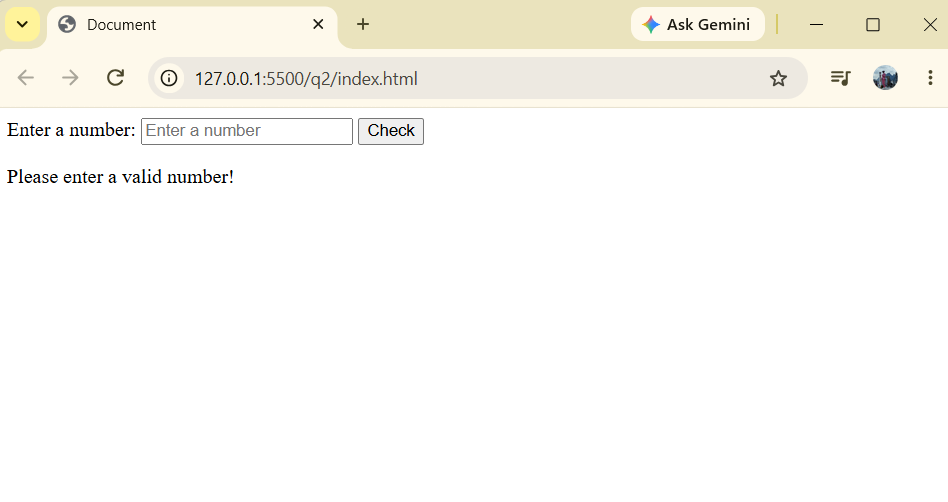 Document
Ask Gemini
127.0.0.1:5500/q2/index.html
Enter a number: Enter a number Check
Please enter a valid number!